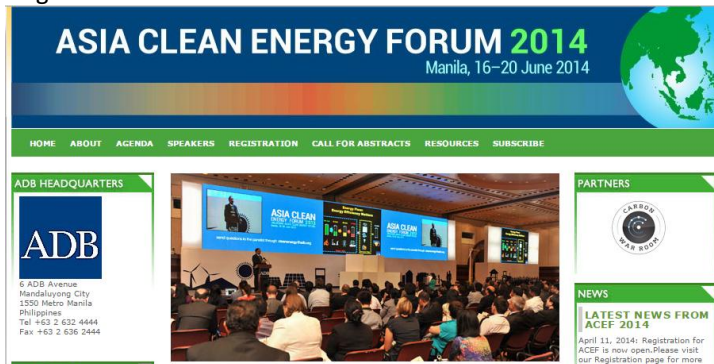 ASIA CLEAN ENERGY FORUM 2014
Manila, 16–20 June 2014
HOME ABOUT AGENDA SPEAKERS REGISTRATION CALL FOR ABSTRACTS RESOURCES SUBSCRIBE
ADB HEADQUARTERS
ADB
6 ADB Avenue
Mandaluyong City
1550 Metro Manila
Philippines
Tel +63 2 632 4444
Fax +63 2 636 2444
ASIA CLEAN
ENERGY FORUM
ASIA CLEAN
PARTNERS
CARBON
WAR ROOM
NEWS
LATEST NEWS FROM
ACEF 2014
April 11, 2014: Registration for
ACEF is now open.Please visit
our Registration page for more